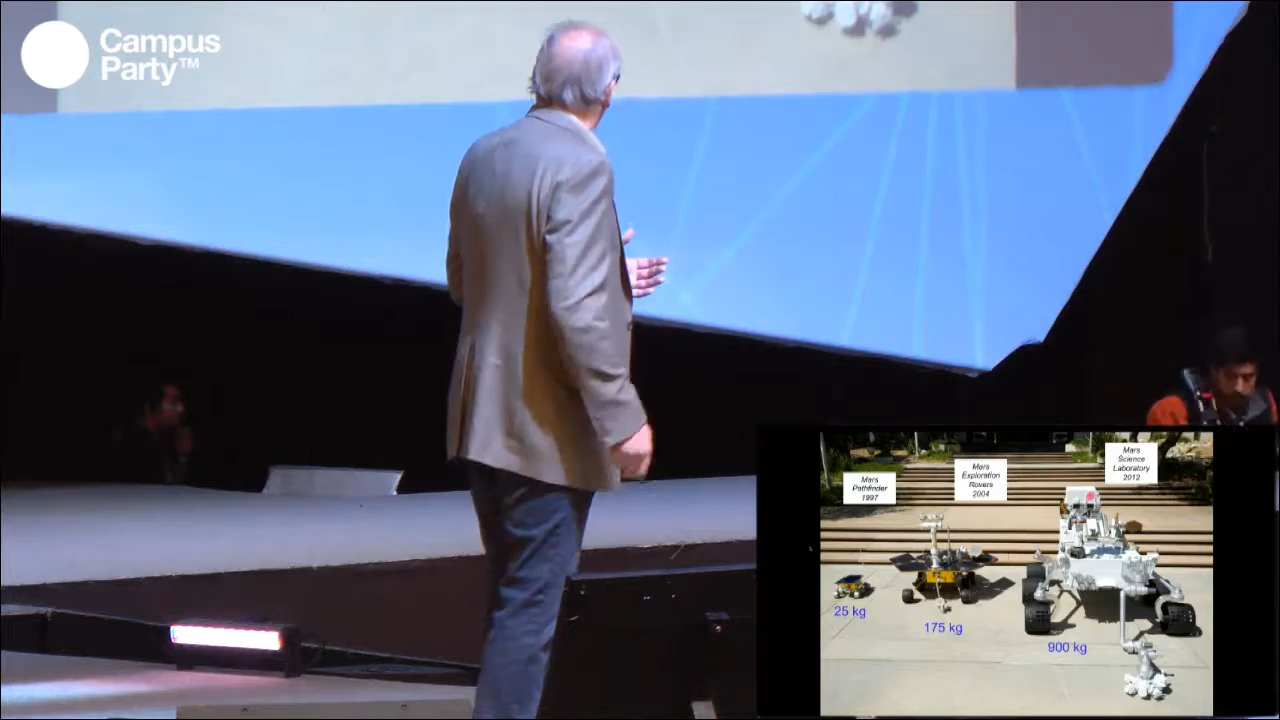 Campus
Party™
Mars
Pathfinder
1997
Mars
Exploration
Rovers
2004
Mars
Science
Laboratory
2012
25 kg
175 kg
900 kg